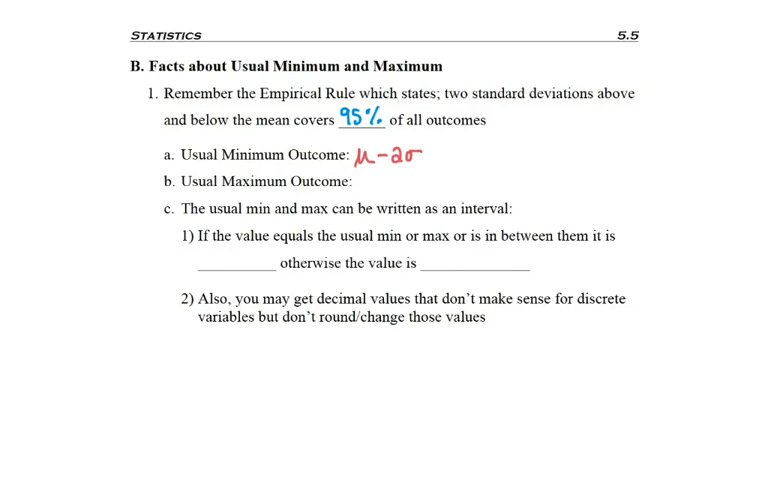 STATISTICS 5.5
B. Facts about Usual Minimum and Maximum
1. Remember the Empirical Rule which states; two standard deviations above
and below the mean covers 95% of all outcomes
a. Usual Minimum Outcome: μ-2σ
b. Usual Maximum Outcome:
c. The usual min and max can be written as an interval:
1) If the value equals the usual min or max or is in between them it is
__________ otherwise the value is ______________
2) Also, you may get decimal values that don't make sense for discrete
variables but don't round/change those values